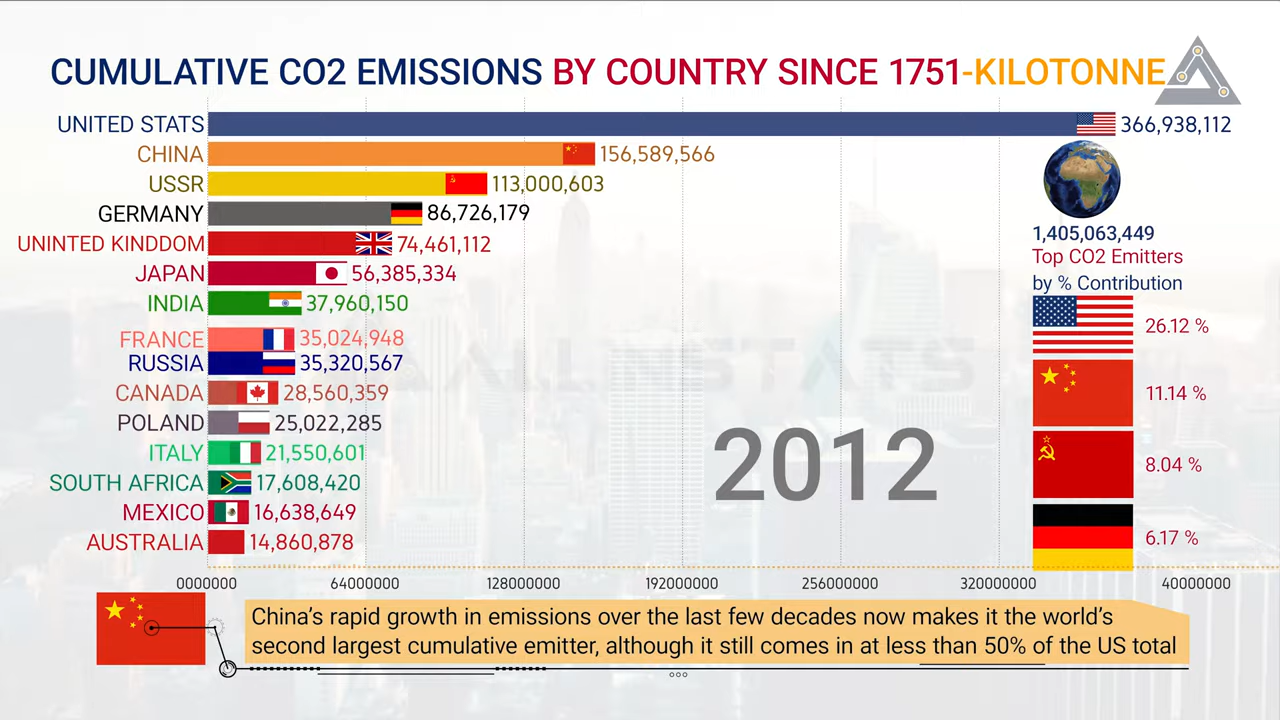 CUMULATIVE CO2 EMISSIONS BY COUNTRY SINCE 1751-KILOTONNE
UNITED STATS 366,938,112
CHINA 156,589,566
USSR 113,000,603
GERMANY 86,726,179
UNINTED KINDDOM 74,461,112
JAPAN 56,385,334
INDIA 37,960,150
FRANCE 35,024,948
RUSSIA 35,320,567
CANADA 28,560,359
POLAND 25,022,285
ITALY 21,550,601
SOUTH AFRICA 17,608,420
MEXICO 16,638,649
AUSTRALIA 14,860,878
1,405,063,449
Top CO2 Emitters
by % Contribution
26.12 %
11.14 %
8.04 %
6.17 %
2012
0000000 64000000 128000000 192000000 256000000 320000000 40000000
China's rapid growth in emissions over the last few decades now makes it the world's
second largest cumulative emitter, although it still comes in at less than 50% of the US total